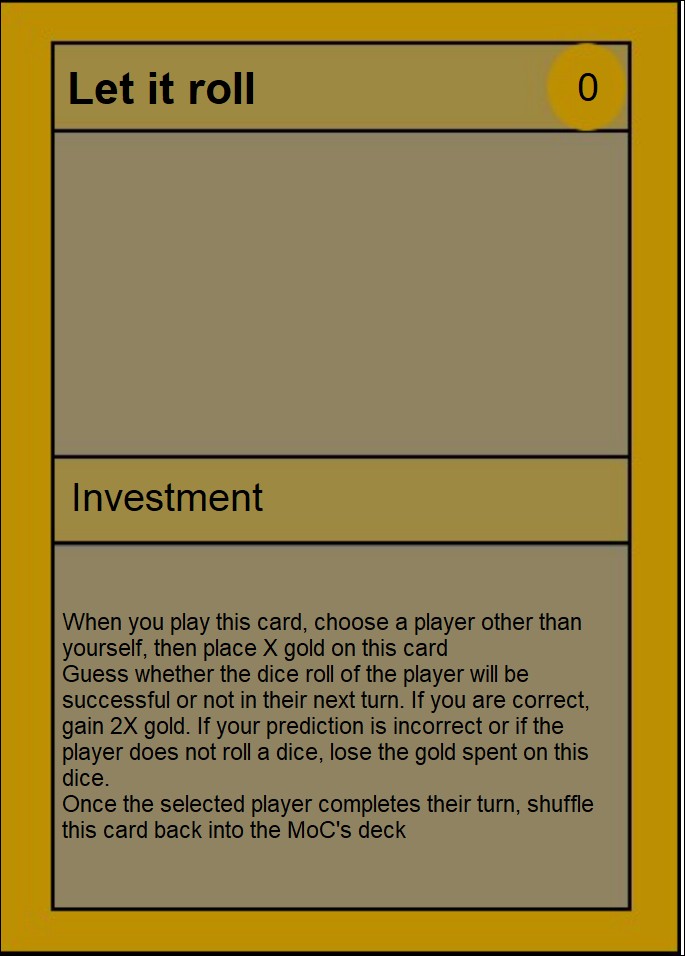 Let it roll
0
Investment
When you play this card, choose a player other than
yourself, then place X gold on this card
Guess whether the dice roll of the player will be
successful or not in their next turn. If you are correct,
gain 2X gold. If your prediction is incorrect or if the
player does not roll a dice, lose the gold spent on this
dice.
Once the selected player completes their turn, shuffle
this card back into the MoC's deck